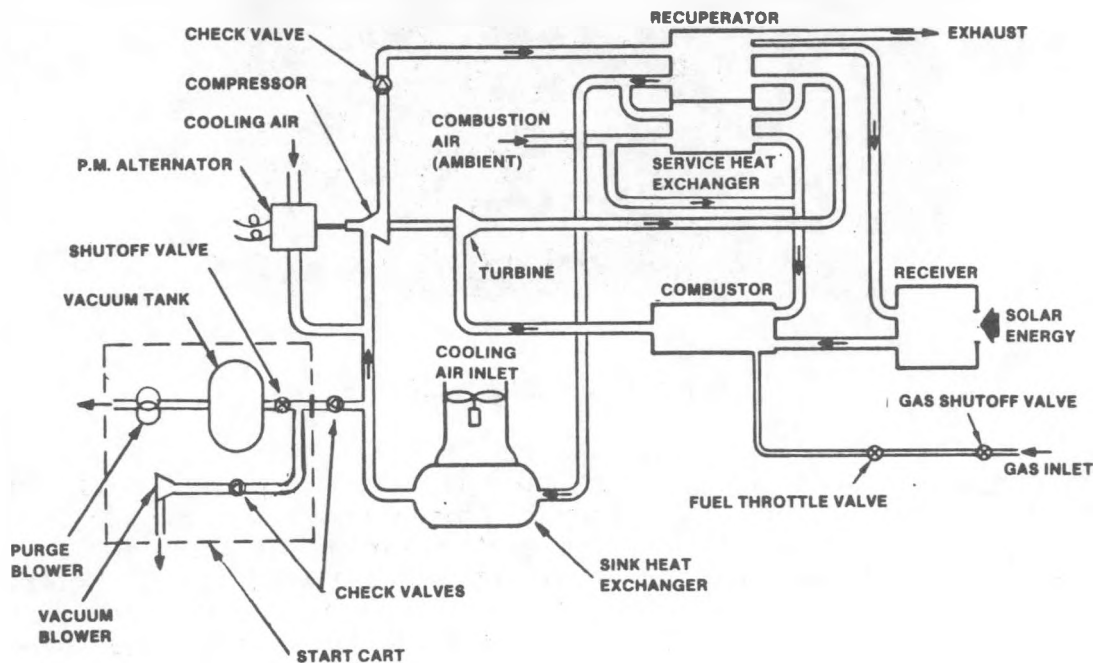 RECUPERATOR
EXHAUST
CHECK VALVE
COMPRESSOR
COOLING AIR
P.M. ALTERNATOR
COMBUSTION
AIR
(AMBIENT)
SERVICE HEAT
EXCHANGER
SHUTOFF VALVE
VACUUM TANK
TURBINE
COMBUSTOR
RECEIVER
SOLAR
ENERGY
COOLING
AIR INLET
GAS SHUTOFF VALVE
GAS INLET
FUEL THROTTLE VALVE
PURGE
BLOWER
SINK HEAT
EXCHANGER
CHECK VALVES
VACUUM
BLOWER
START CART